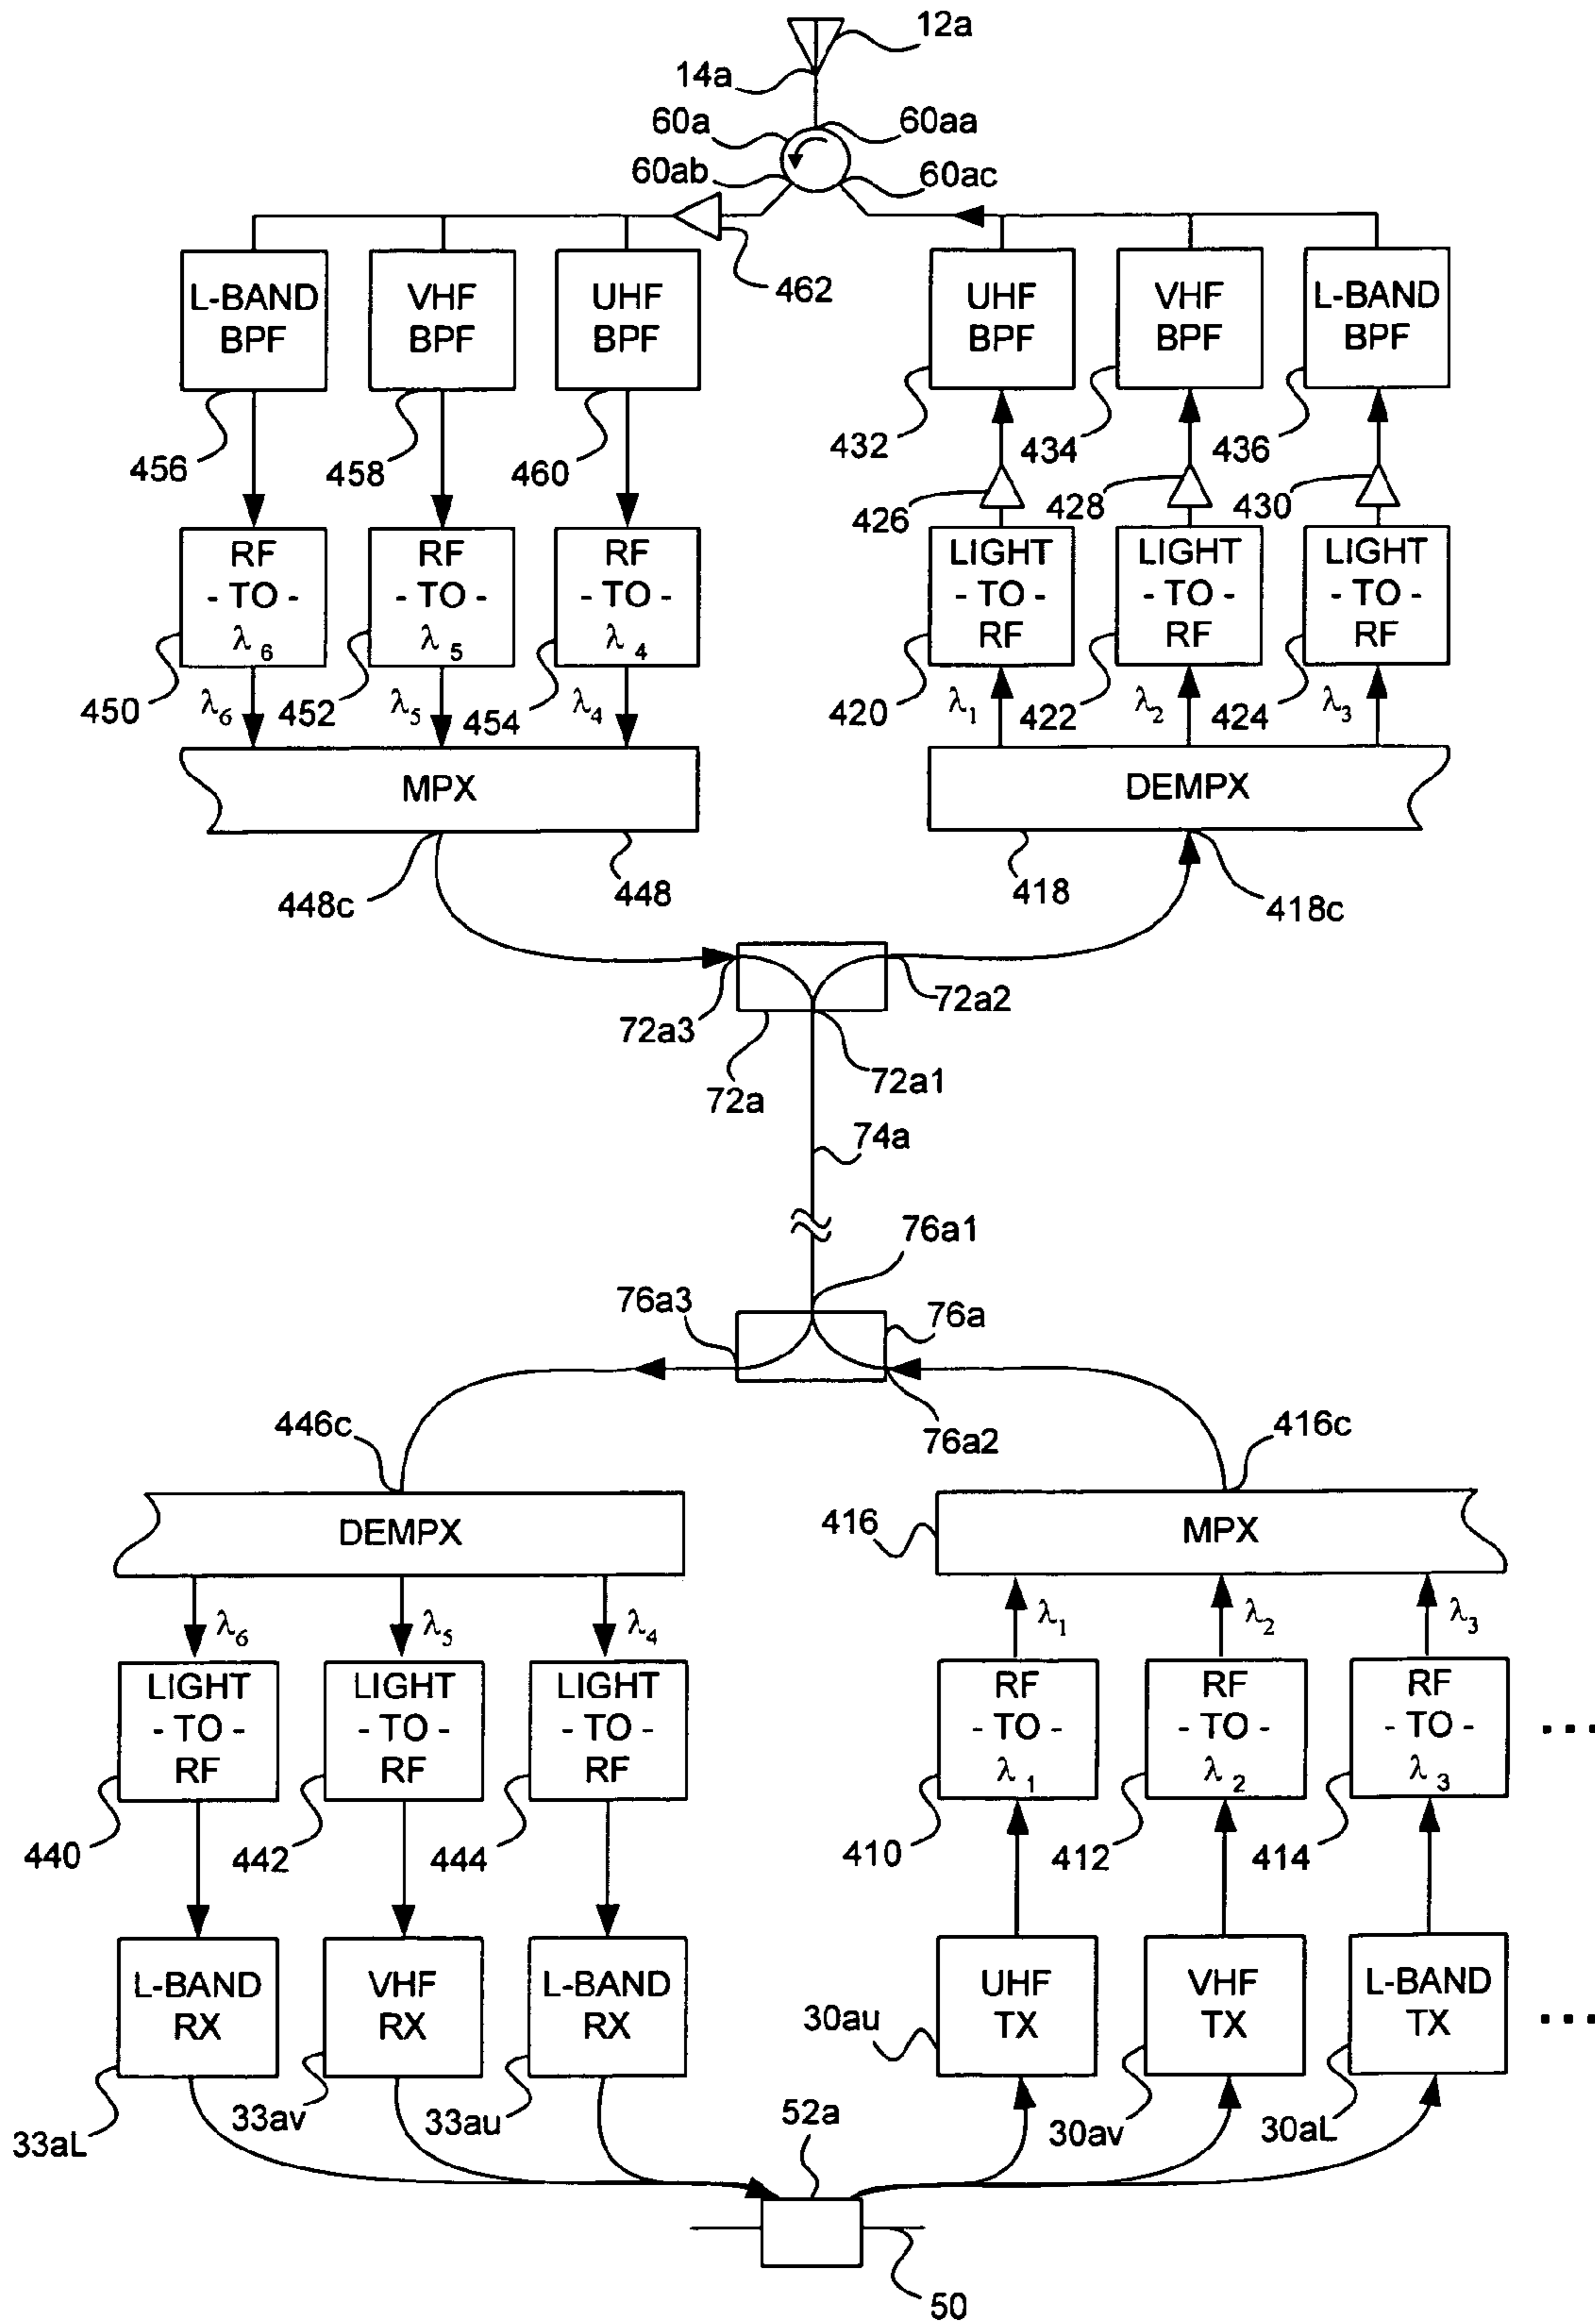 12a
14a
60a
60aa
60ab
60ac
462
L-BAND
BPF
VHF
BPF
UHF
BPF
UHF
BPF
VHF
BPF
L-BAND
BPF
456
458
460
432
434
436
426
428
430
RF
- TO -
λ 6
RF
- TO -
λ 5
RF
- TO -
λ 4
LIGHT
- TO -
RF
LIGHT
- TO -
RF
LIGHT
- TO -
RF
450
λ6
452
λ5
454
λ4
420
λ1
422
λ2
424
λ3
MPX
DEMPX
448c
448
418
418c
72a3
72a2
72a
72a1
74a
76a1
76a3
76a
446c
76a2
416c
DEMPX
416
MPX
λ6
λ5
λ4
λ1
λ2
λ3
LIGHT
- TO -
RF
LIGHT
- TO -
RF
LIGHT
- TO -
RF
RF
- TO -
λ 1
RF
- TO -
λ 2
RF
- TO -
λ 3
...
440
442
444
410
412
414
L-BAND
RX
VHF
RX
L-BAND
RX
UHF
TX
VHF
TX
L-BAND
TX
...
33aL
33av
33au
52a
30au
30av
30aL
50